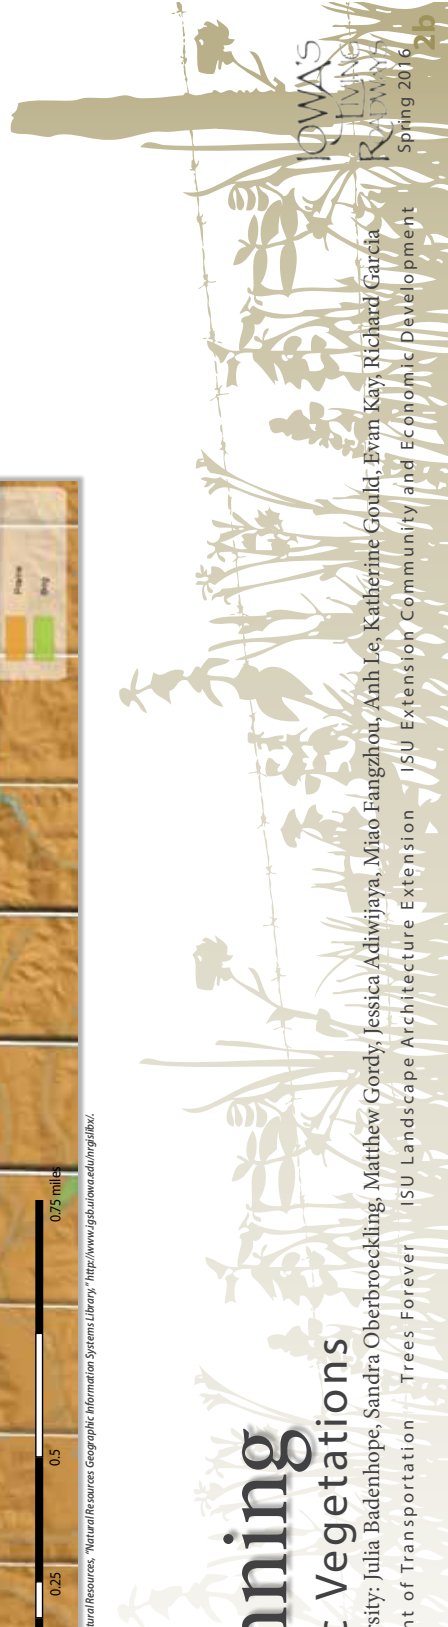 Prairie
Bog
0.25
0.5
0.75 miles
tural Resources, "Natural Resources Geographic Information Systems Library," http://www.igsb.uiowa.edu/nrgislibx/.
nning
c Vegetations
rsity: Julia Badenhope, Sandra Oberbroeckling, Matthew Gordy, Jessica Adiwijaya, Miao Fangzhou, Anh Le, Katherine Gould, Evan Kay, Richard Garcia
nt of Transportation Trees Forever ISU Landscape Architecture Extension ISU Extension Community and Economic Development
IOWA'S
LIVING
ROADWAYS
Spring 2016
2b